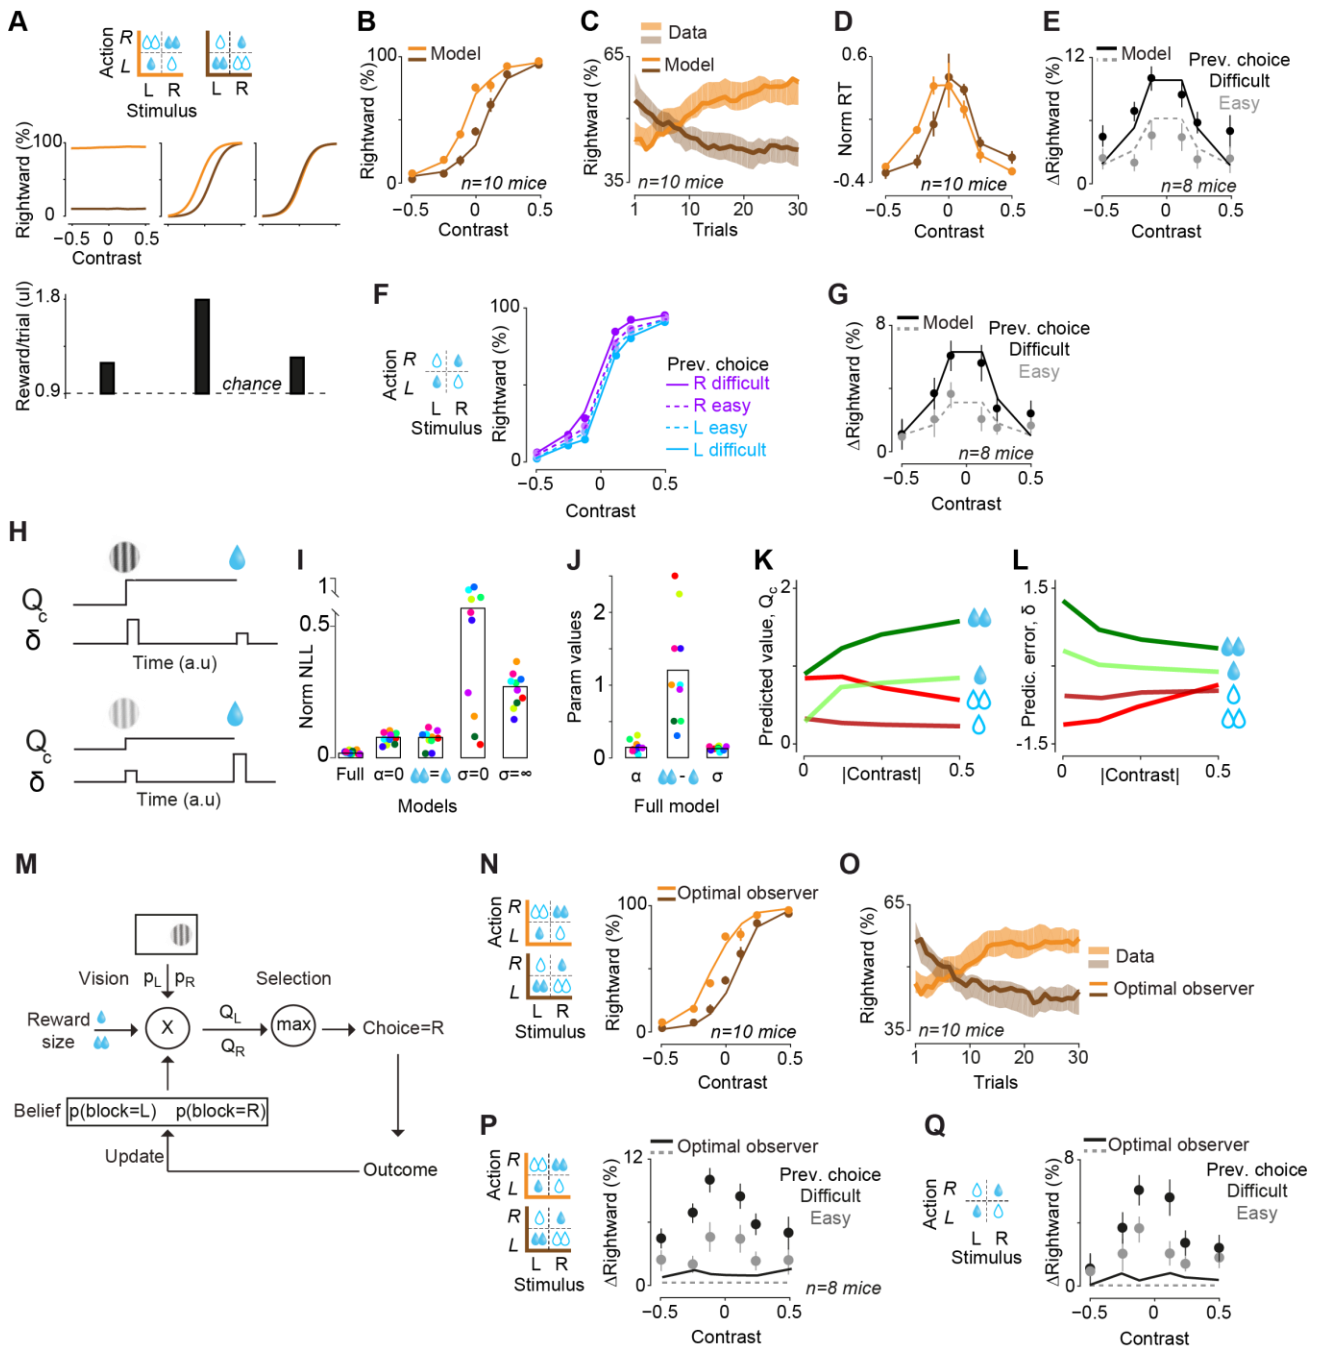 A
Action
R
L
L R
L R
Stimulus
Rightward (%)
100
50
0
−0.5 0 0.5
Contrast
Reward/trial (ul)
1.8
0.9
chance
B
Model
Rightward (%)
100
0
n=10 mice
−0.5 0 0.5
Contrast
C
Data
Model
Rightward (%)
65
35
n=10 mice
1 10 20 30
Trials
D
Norm RT
0.6
-0.4
n=10 mice
−0.5 0 0.5
Contrast
E
Model
Prev. choice
Difficult
Easy
ΔRightward (%)
12
0
n=8 mice
−0.5 0 0.5
Contrast
F
Action
R
L
L R
Stimulus
Rightward (%)
100
50
0
−0.5 0 0.5
Contrast
Prev. choice
R difficult
R easy
L easy
L difficult
G
Model
Prev. choice
Difficult
Easy
ΔRightward (%)
8
4
0
n=8 mice
−0.5 0 0.5
Contrast
H
Qc
δ
Time (a.u)
Qc
δ
Time (a.u)
I
Norm NLL
1
0.5
0
Full α=0 = σ=0 σ=∞
Models
J
Param values
2
1
0
α - σ
Full model
K
Predicted value, Qc
2
1
0
0 0.5
|Contrast|
L
Predic. error, δ
1.5
-1.5
0 0.5
|Contrast|
M
Vision pL pR Selection
Reward
size
X
QL
QR
max
Choice=R
Belief p(block=L) p(block=R)
Update
Outcome
N
Action
R
L
R
L
L R
Stimulus
Optimal observer
Rightward (%)
100
50
0
n=10 mice
−0.5 0 0.5
Contrast
O
Rightward (%)
65
35
n=10 mice
1 10 20 30
Trials
Data
Optimal observer
P
Action
R
L
R
L
L R
Stimulus
Optimal observer
Prev. choice
Difficult
Easy
ΔRightward (%)
12
0
n=8 mice
−0.5 0 0.5
Contrast
Q
Action
R
L
L R
Stimulus
Optimal observer
Prev. choice
Difficult
Easy
ΔRightward (%)
8
4
0
−0.5 0 0.5
Contrast